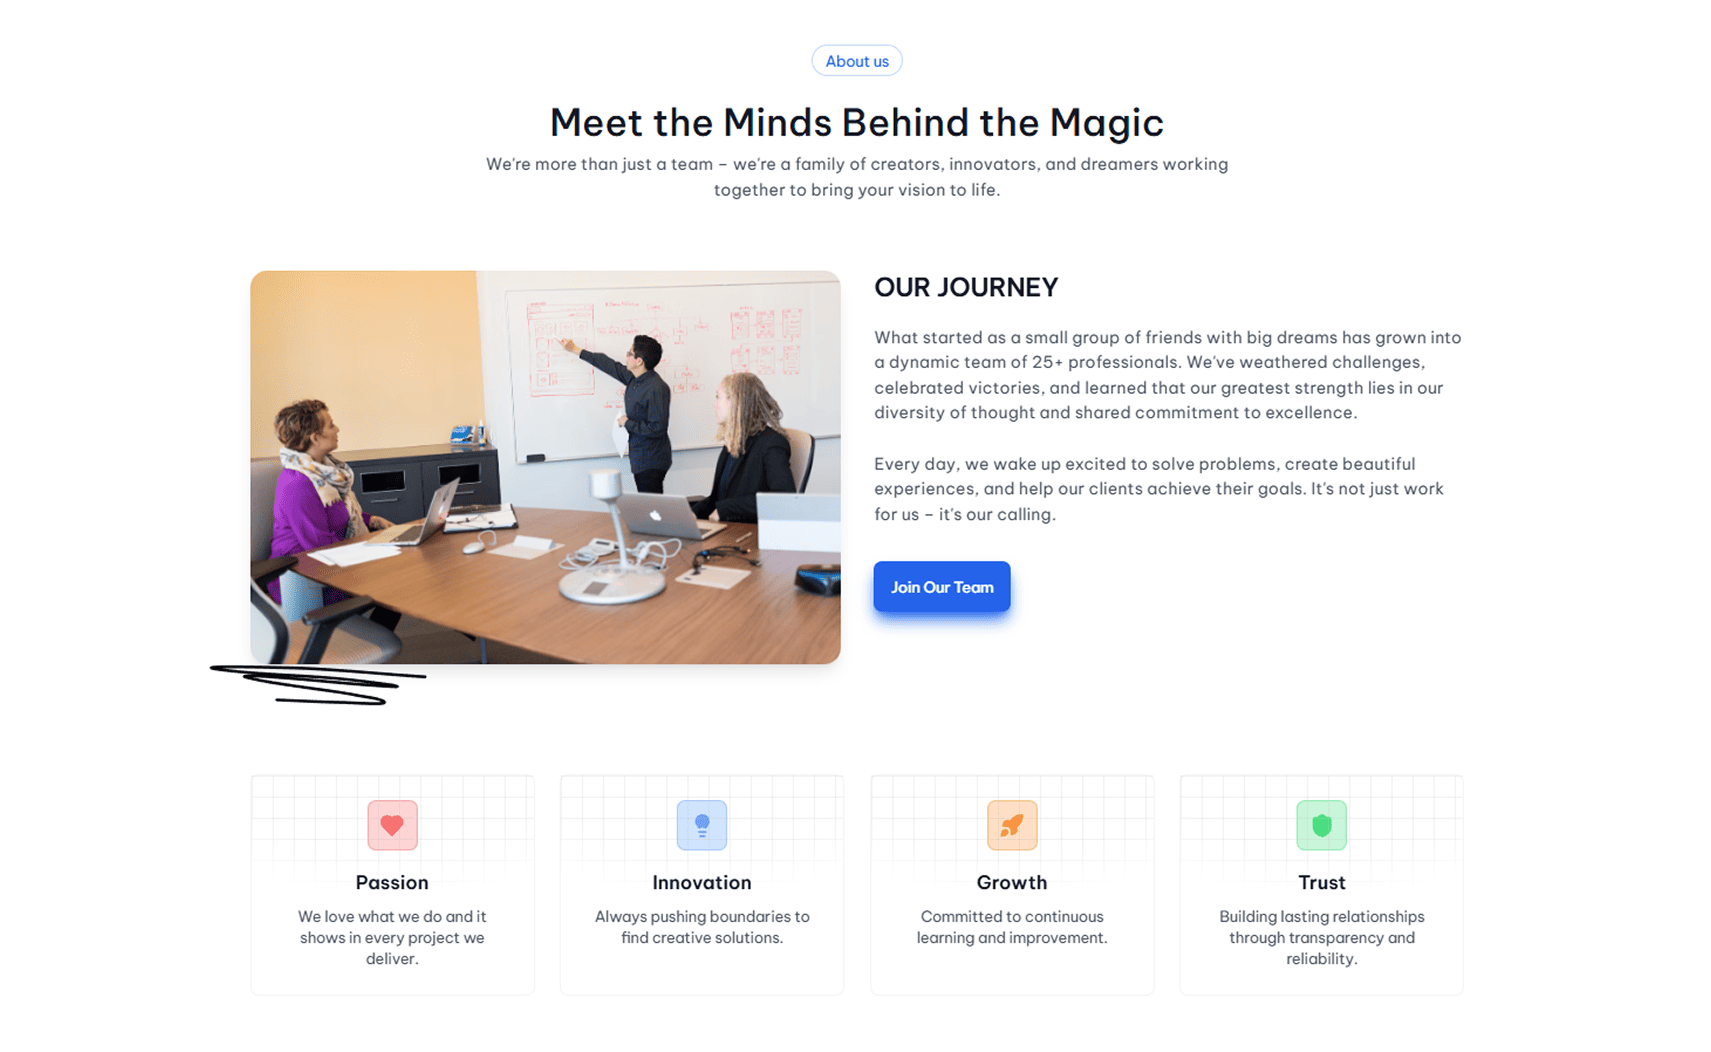 About us
Meet the Minds Behind the Magic
We're more than just a team – we're a family of creators, innovators, and dreamers working
together to bring your vision to life.
OUR JOURNEY
What started as a small group of friends with big dreams has grown into
a dynamic team of 25+ professionals. We've weathered challenges,
celebrated victories, and learned that our greatest strength lies in our
diversity of thought and shared commitment to excellence.
Every day, we wake up excited to solve problems, create beautiful
experiences, and help our clients achieve their goals. It's not just work
for us – it's our calling.
Join Our Team
Passion
We love what we do and it
shows in every project we
deliver.
Innovation
Always pushing boundaries to
find creative solutions.
Growth
Committed to continuous
learning and improvement.
Trust
Building lasting relationships
through transparency and
reliability.